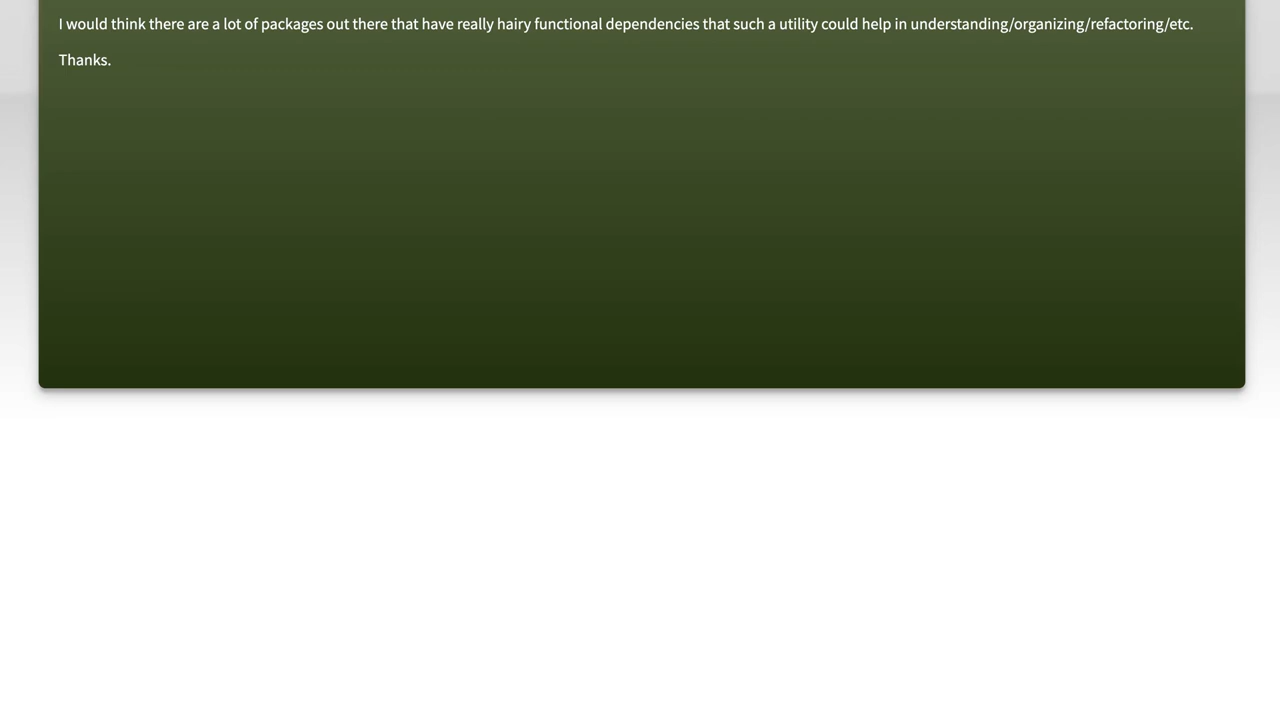 I would think there are a lot of packages out there that have really hairy functional dependencies that such a utility could help in understanding/organizing/refactoring/etc.
Thanks.